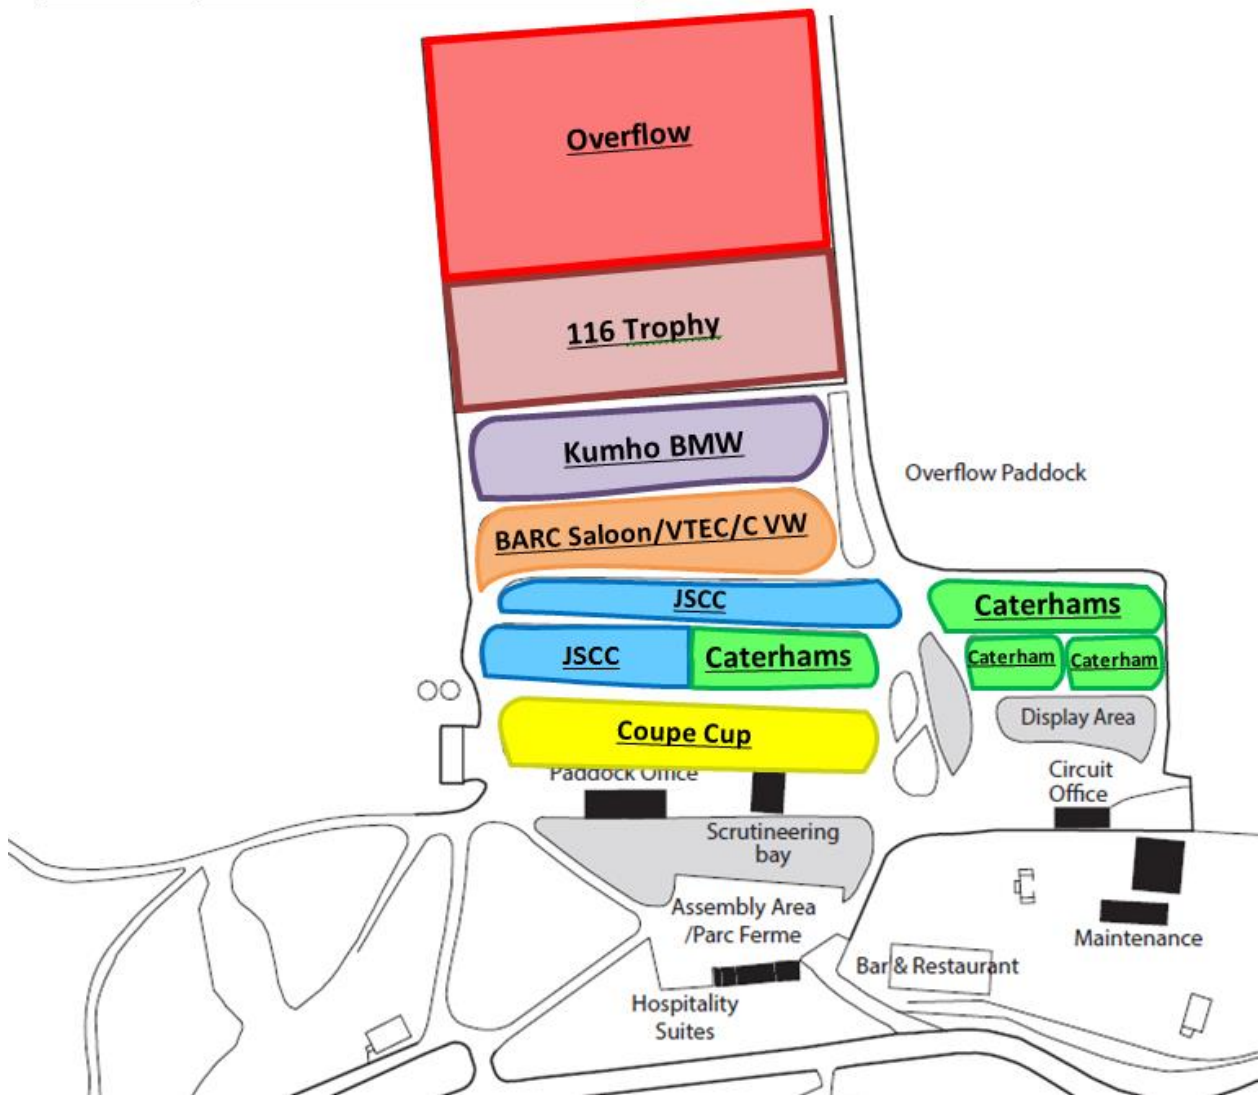 Overflow
116 Trophy
Kumho BMW
Overflow Paddock
BARC Saloon/VTEC/C VW
JSCC
Caterhams
JSCC
Caterhams
Caterham
Caterham
Display Area
Coupe Cup
Paddock Office
Circuit
Office
Scrutineering
bay
Assembly Area
/Parc Ferme
Maintenance
Bar & Restaurant
Hospitality
Suites